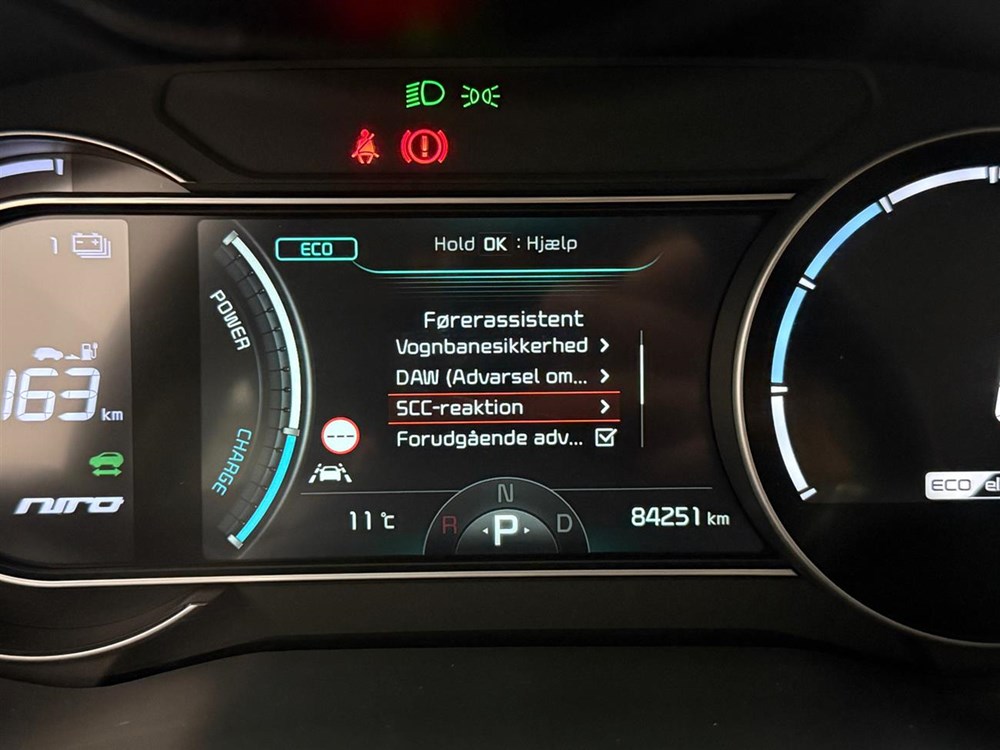 ECO
Hold OK : Hjælp
1
POWER
Førerassistent
Vognbanesikkerhed
DAW (Advarsel om...
SCC-reaktion
Forudgående adv...
km
CHARGE
NIRO
11°C
R N D
P
84251 km
ECO